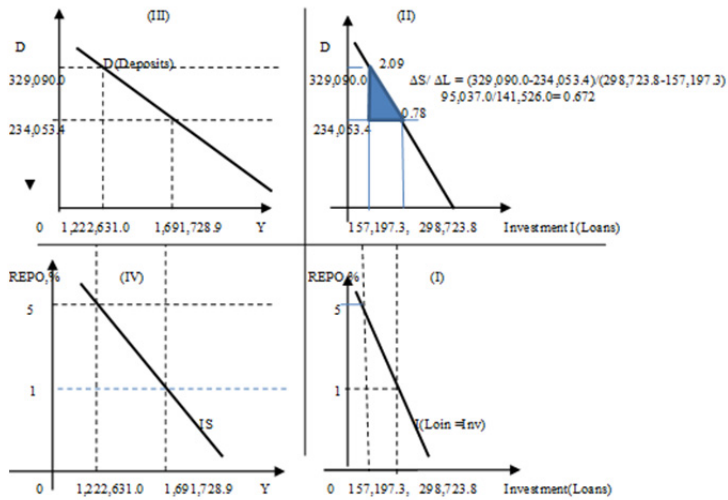 (III)
D
D(Deposits)
329,090.0
234,053.4
0 1,222,631.0 1,691,728.9 Y
(II)
D
2.09
329,090.0
ΔS/ ΔL = (329,090.0-234,053.4)/(298,723.8-157,197.3)
95,037.0/141,526.0= 0.672
0.78
234,053.4
0 157,197.3, 298,723.8 Investment I(Loans)
REPO,% (IV)
5
1
IS
0 1,222,631.0 1,691,728.9 Y
REPO,% (I)
5
1
I(Loin =Inv)
0 157,197.3, 298,723.8 Investment(Loans)